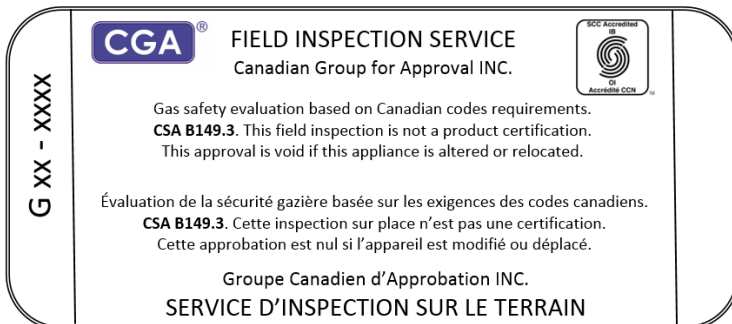 CGA®
FIELD INSPECTION SERVICE
Canadian Group for Approval INC.
SCC Accredited
IB
OI
Accrédité CCN
G xx - xxxx
Gas safety evaluation based on Canadian codes requirements.
CSA B149.3. This field inspection is not a product certification.
This approval is void if this appliance is altered or relocated.
Évaluation de la sécurité gazière basée sur les exigences des codes canadiens.
CSA B149.3. Cette inspection sur place n’est pas une certification.
Cette approbation est nul si l’appareil est modifié ou déplacé.
Groupe Canadien d’Approbation INC.
SERVICE D’INSPECTION SUR LE TERRAIN